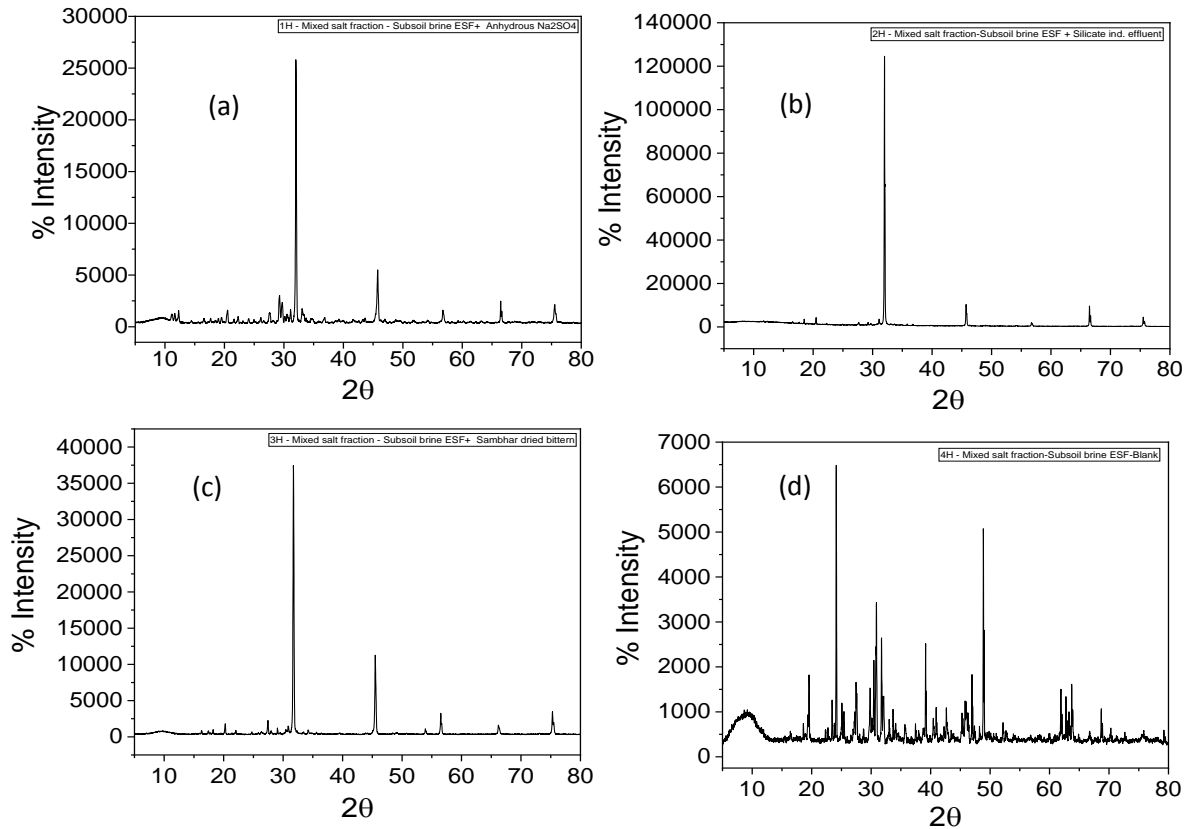 1H - Mixed salt fraction - Subsoil brine ESF+ Anhydrous Na2SO4
(a)
% Intensity
30000
25000
20000
15000
10000
5000
0
10 20 30 40 50 60 70 80
2θ
2H - Mixed salt fraction-Subsoil brine ESF + Silicate ind. effluent
(b)
% Intensity
140000
120000
100000
80000
60000
40000
20000
0
10 20 30 40 50 60 70 80
2θ
3H - Mixed salt fraction - Subsoil brine ESF+ Sambhar dried bittern
(c)
% Intensity
40000
35000
30000
25000
20000
15000
10000
5000
0
10 20 30 40 50 60 70 80
2θ
4H - Mixed salt fraction-Subsoil brine ESF-Blank
(d)
% Intensity
7000
6000
5000
4000
3000
2000
1000
0
10 20 30 40 50 60 70 80
2θ